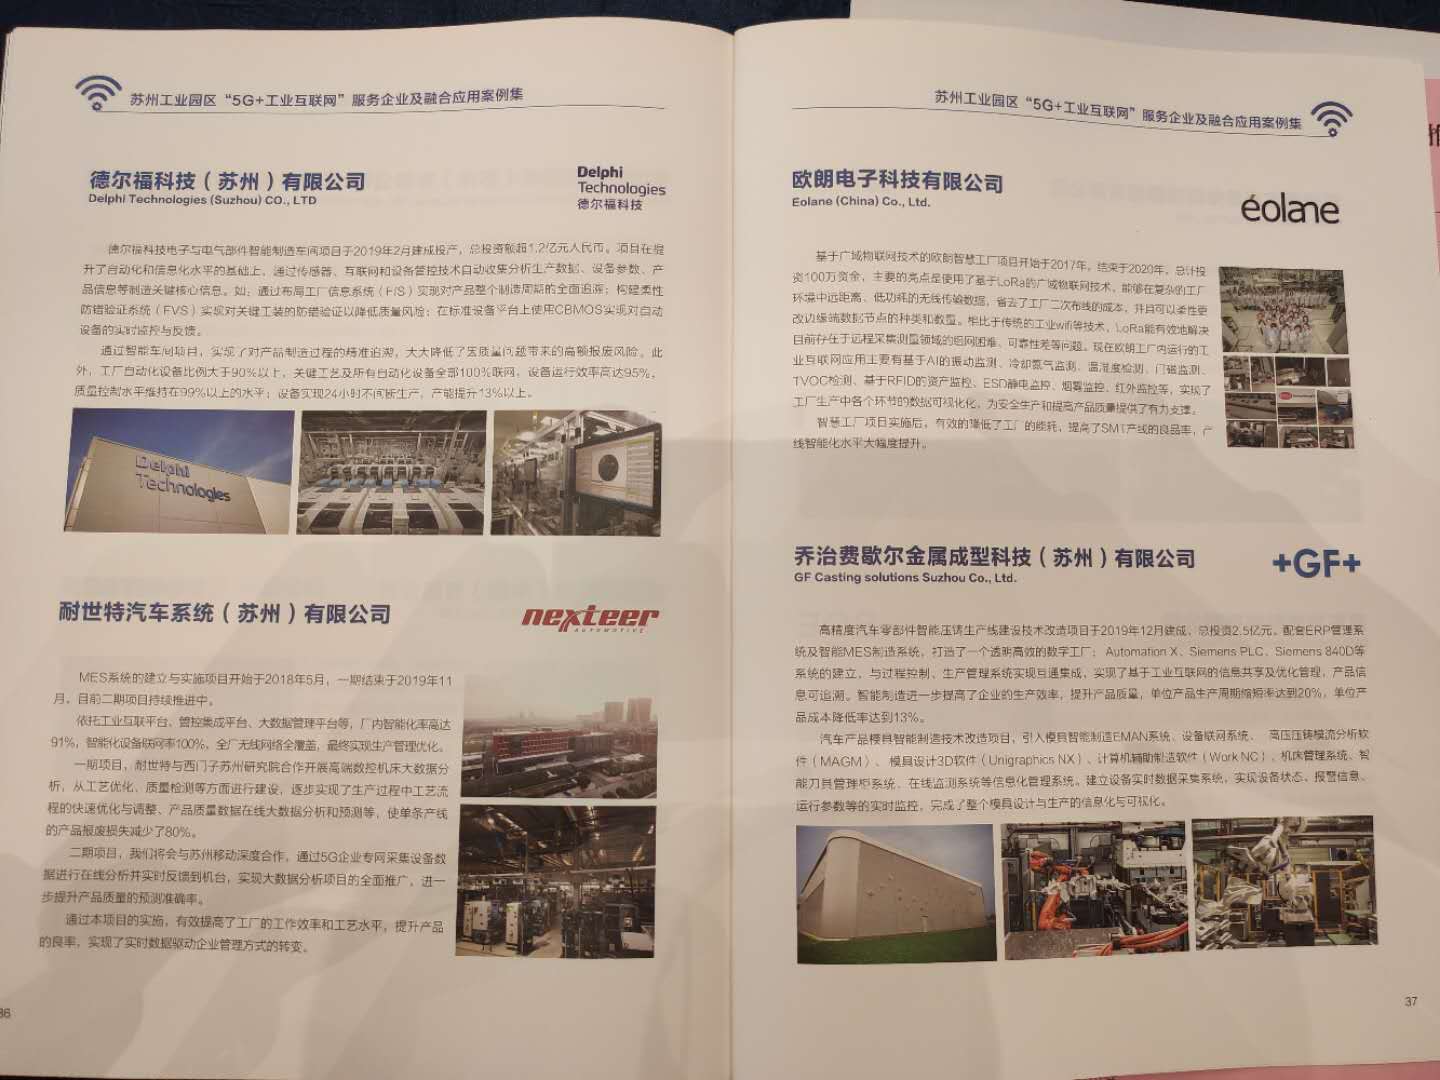 苏州工业园区“5G+工业互联网”服务企业及融合应用案例集
德尔福科技（苏州）有限公司
Delphi Technologies (Suzhou) CO., LTD
Delphi
Technologies
德尔福科技
德尔福科技电子与电气部件智能制造车间项目于2019年2月建成投产，总投资额超1.2亿元人民币。项目在提
升了自动化和信息化水平的基础上，通过传感器、互联网和设备管控技术自动收集分析生产数据、设备参数、产
品信息等制造关键核心信息。如：通过布局工厂信息系统（FIS）实现对产品整个制造周期的全面追溯；构建柔性
防错验证系统（FVS）实现对关键工装的防错验证以降低质量风险；在标准设备平台上使用CBMOS实现对自动
设备的实时监控与反馈。
通过智能车间项目，实现了对产品制造过程的精准追溯，大大降低了因质量问题带来的高额报废风险。此
外，工厂自动化设备比例大于90%以上，关键工艺及所有自动化设备全部100%联网，设备运行效率高达95%，
质量控制水平维持在99%以上的水平；设备实现24小时不间断生产，产能提升13%以上。
Delphi
Technologies
耐世特汽车系统（苏州）有限公司
nexteer
AUTOMOTIVE
MES系统的建立与实施项目开始于2018年5月，一期结束于2019年11
月，目前二期项目持续推进中。
依托工业互联平台、管控集成平台、大数据管理平台等，厂内智能化率高达
91%，智能化设备联网率100%，全厂无线网络全覆盖，最终实现生产管理优化。
一期项目，耐世特与西门子苏州研究院合作开展高端数控机床大数据分
析，从工艺优化、质量检测等方面进行建设，逐步实现了生产过程中工艺流
程的快速优化与调整、产品质量数据在线大数据分析和预测等，使单条产线
的产品报废损失减少了80%。
二期项目，我们将会与苏州移动深度合作，通过5G企业专网采集设备数
据进行在线分析并实时反馈到机台，实现大数据分析项目的全面推广，进一
步提升产品质量的预测准确率。
通过本项目的实施，有效提高了工厂的工作效率和工艺水平，提升产品
的良率，实现了实时数据驱动企业管理方式的转变。
苏州工业园区“5G+工业互联网”服务企业及融合应用案例集
欧朗电子科技有限公司
Eolane (China) Co., Ltd.
éolane
基于广域物联网技术的欧朗智慧工厂项目开始于2017年，结束于2020年，总计投
资100万资金，主要的亮点是使用了基于LoRa的广域物联网技术，能够在复杂的工厂
环境中远距离、低功耗的无线传输数据，省去了工厂二次布线的成本，并且可以柔性更
改边缘端数据节点的种类和数量。相比于传统的工业wifi等技术，LoRa能有效地解决
目前存在于远程采集测量领域的组网困难、可靠性差等问题。现在欧朗工厂内运行的工
业互联网应用主要有基于AI的振动监测、冷却氮气监测、温湿度检测、门磁监测、
TVOC检测、基于RFID的资产监控、ESD静电监控、烟雾监控、红外监控等，实现了
工厂生产中各个环节的数据可视化化，为安全生产和提高产品质量提供了有力支撑。
智慧工厂项目实施后，有效的降低了工厂的能耗，提高了SMT产线的良品率，产
线智能化水平大幅度提升。
乔治费歇尔金属成型科技（苏州）有限公司
GF Casting solutions Suzhou Co., Ltd.
+GF+
高精度汽车零部件智能压铸生产线建设技术改造项目于2019年12月建成，总投资2.5亿元，配套ERP管理系
统及智能MES制造系统，打造了一个透明高效的数字工厂；Automation X、Siemens PLC、Siemens 840D等
系统的建立，与过程控制、生产管理系统实现互通集成，实现了基于工业互联网的信息共享及优化管理，产品信
息可追溯。智能制造进一步提高了企业的生产效率，提升产品质量，单位产品生产周期缩短率达到20%，单位产
品成本降低率达到13%。
汽车产品模具智能制造技术改造项目，引入模具智能制造EMAN系统、设备联网系统、高压压铸模流分析软
件（MAGM）、模具设计3D软件（Unigraphics NX）、计算机辅助制造软件（Work NC）、机床管理系统、智
能刀具管理柜系统、在线监测系统等信息化管理系统。建立设备实时数据采集系统，实现设备状态、报警信息、
运行参数等的实时监控，完成了整个模具设计与生产的信息化与可视化。
37